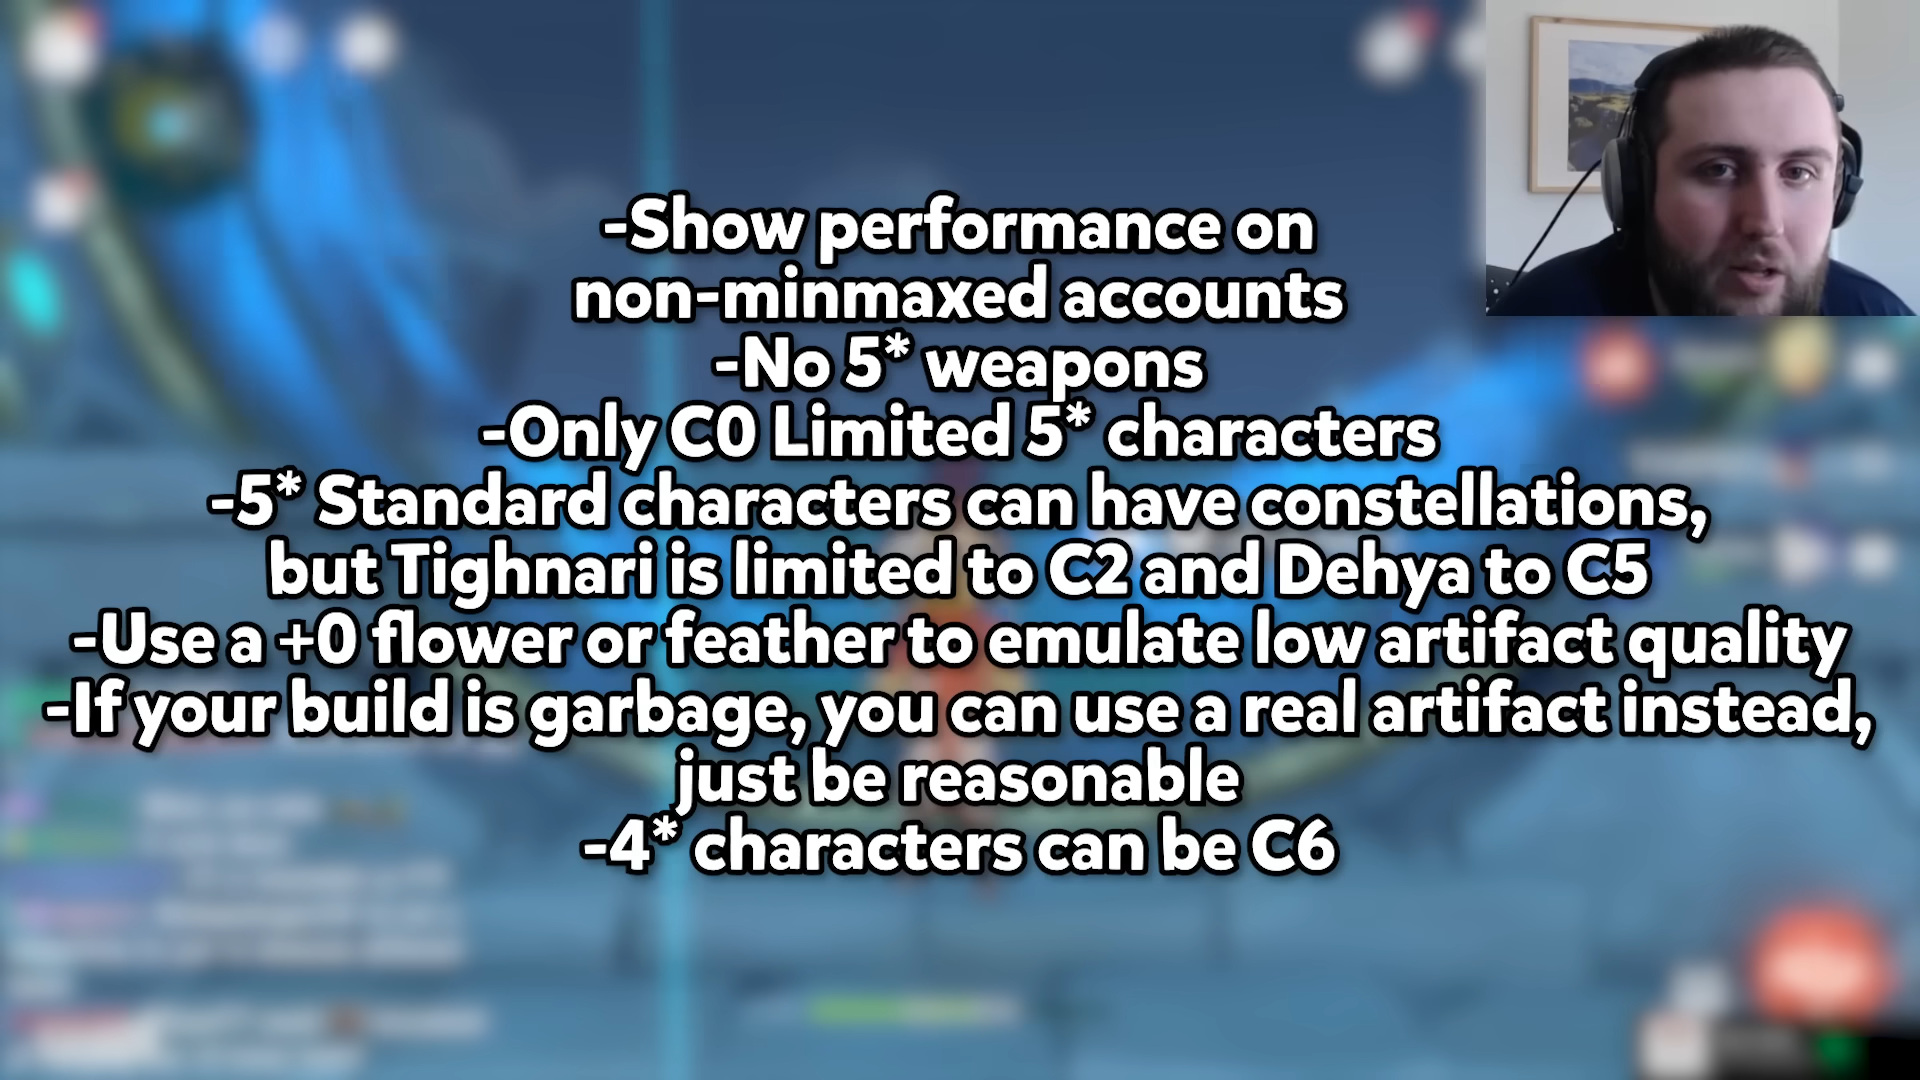 -Show performance on
non-minmaxed accounts
-No 5* weapons
-Only C0 Limited 5* characters
-5* Standard characters can have constellations,
but Tighnari is limited to C2 and Dehya to C5
-Use a +0 flower or feather to emulate low artifact quality
-If your build is garbage, you can use a real artifact instead,
just be reasonable
-4* characters can be C6